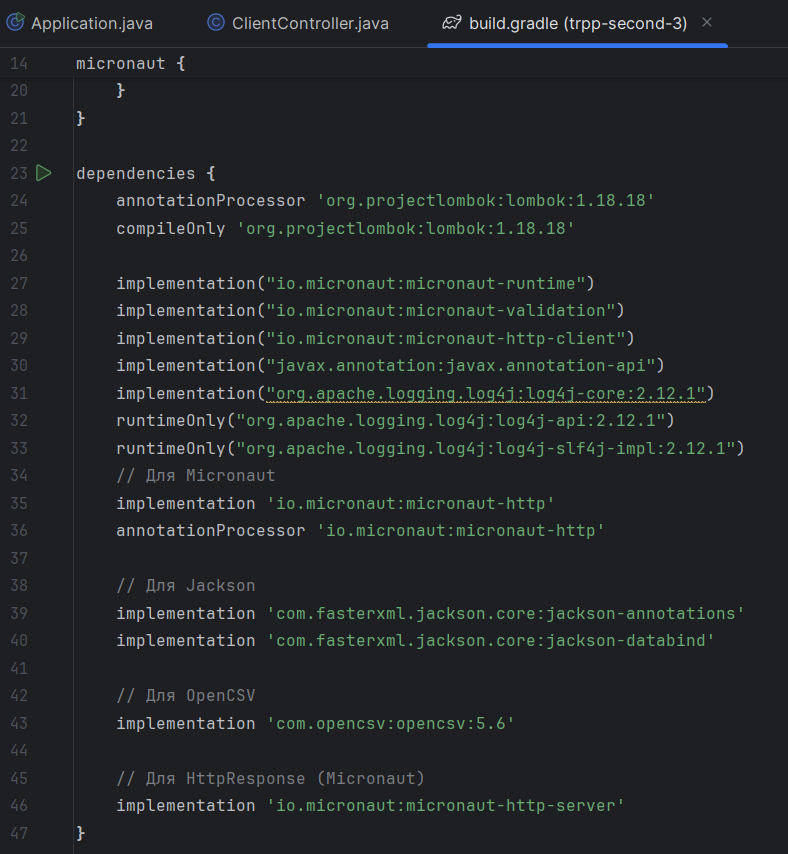 Application.java ClientController.java build.gradle (trpp-second-3)
14 micronaut {
20     }
21 }
22
23 dependencies {
24     annotationProcessor 'org.projectlombok:lombok:1.18.18'
25     compileOnly 'org.projectlombok:lombok:1.18.18'
26
27     implementation("io.micronaut:micronaut-runtime")
28     implementation("io.micronaut:micronaut-validation")
29     implementation("io.micronaut:micronaut-http-client")
30     implementation("javax.annotation:javax.annotation-api")
31     implementation("org.apache.logging.log4j:log4j-core:2.12.1")
32     runtimeOnly("org.apache.logging.log4j:log4j-api:2.12.1")
33     runtimeOnly("org.apache.logging.log4j:log4j-slf4j-impl:2.12.1")
34     // Для Micronaut
35     implementation 'io.micronaut:micronaut-http'
36     annotationProcessor 'io.micronaut:micronaut-http'
37
38     // Для Jackson
39     implementation 'com.fasterxml.jackson.core:jackson-annotations'
40     implementation 'com.fasterxml.jackson.core:jackson-databind'
41
42     // Для OpenCSV
43     implementation 'com.opencsv:opencsv:5.6'
44
45     // Для HttpResponse (Micronaut)
46     implementation 'io.micronaut:micronaut-http-server'
47 }